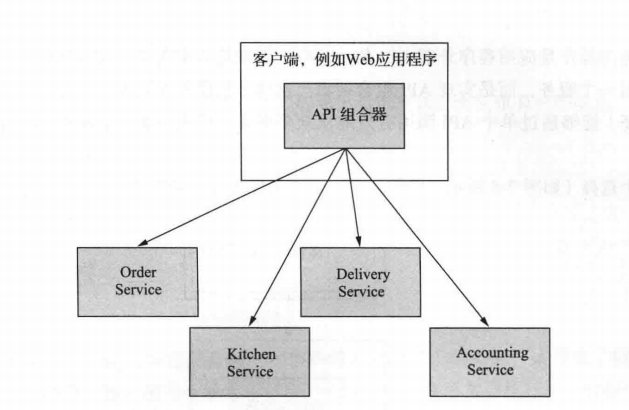 客户端，例如Web应用程序
API 组合器
Order
Service
Delivery
Service
Kitchen
Service
Accounting
Service